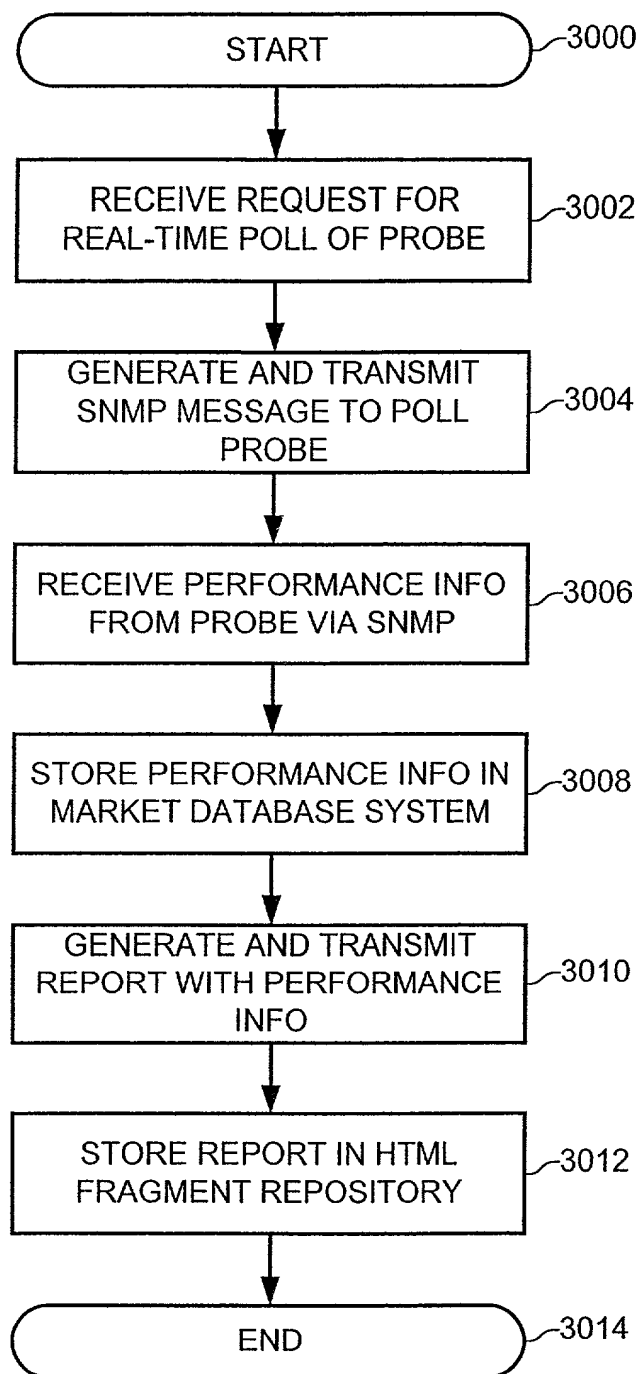 START
3000
RECEIVE REQUEST FOR
REAL-TIME POLL OF PROBE
3002
GENERATE AND TRANSMIT
SNMP MESSAGE TO POLL
PROBE
3004
RECEIVE PERFORMANCE INFO
FROM PROBE VIA SNMP
3006
STORE PERFORMANCE INFO IN
MARKET DATABASE SYSTEM
3008
GENERATE AND TRANSMIT
REPORT WITH PERFORMANCE
INFO
3010
STORE REPORT IN HTML
FRAGMENT REPOSITORY
3012
END
3014